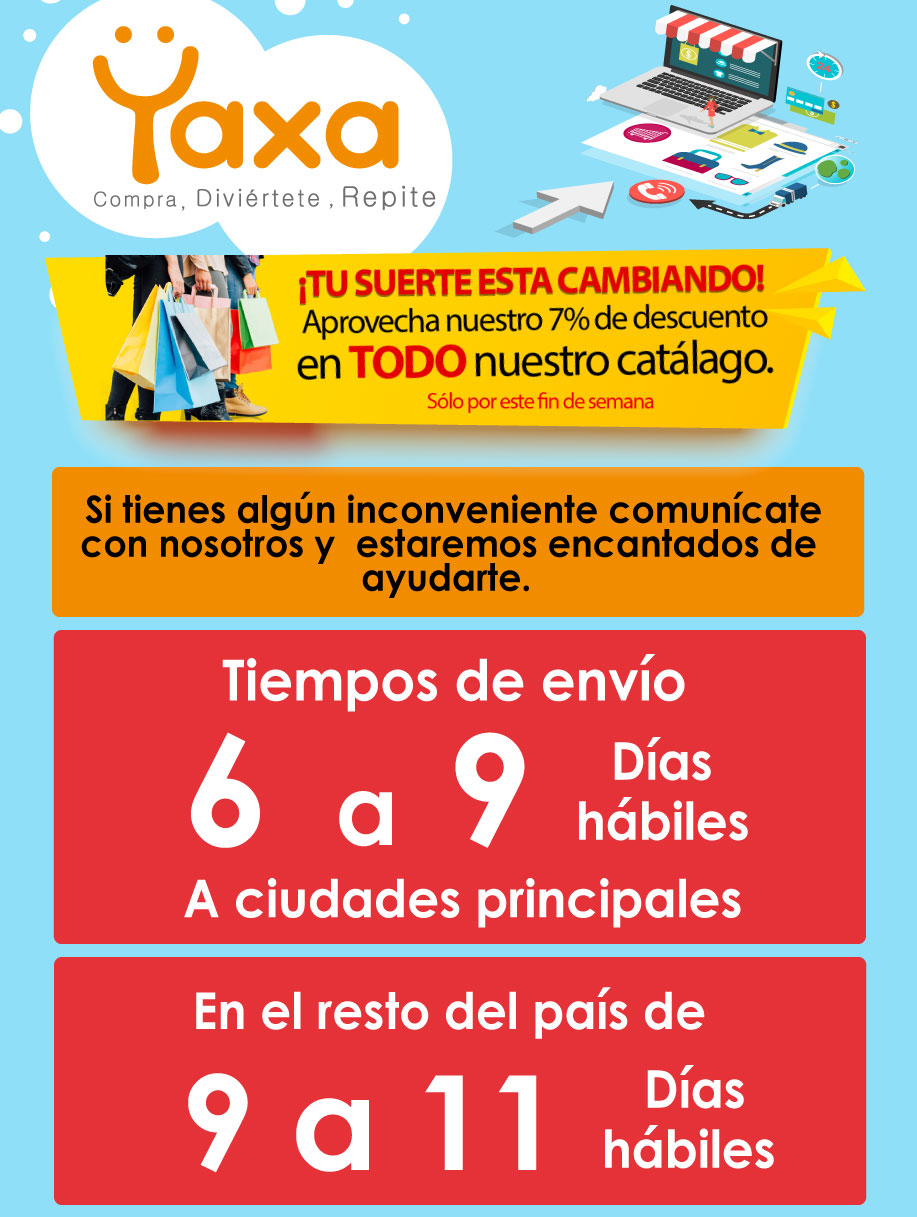 Yaxa
Compra, Diviértete, Repite
¡TU SUERTE ESTA CAMBIANDO!
Aprovecha nuestro 7% de descuento
en TODO nuestro catálago.
Sólo por este fin de semana
Si tienes algún inconveniente comunícate
con nosotros y estaremos encantados de
ayudarte.
Tiempos de envío
6 a 9 Días
hábiles
A ciudades principales
En el resto del país de
9 a 11 Días
hábiles